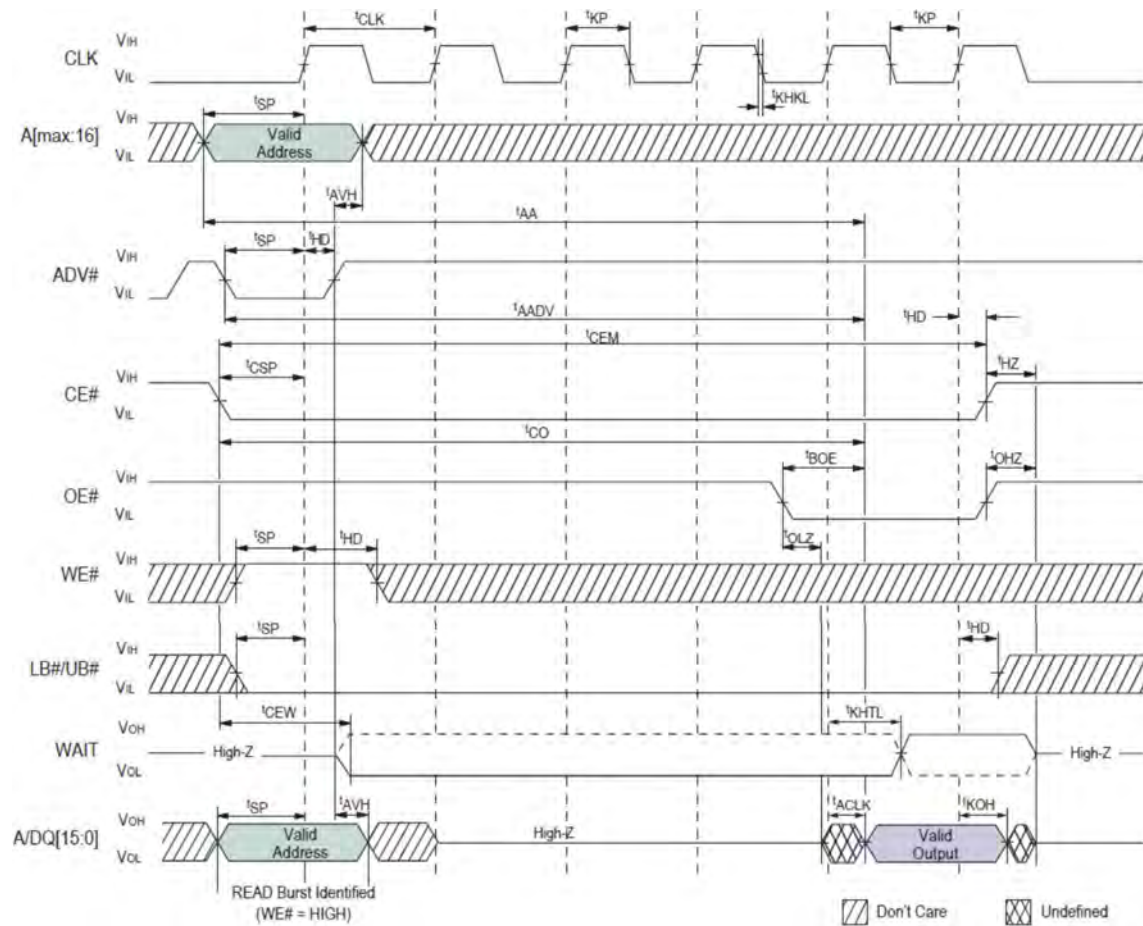 tCLK tKP tKP
CLK VIH
VIL
tKHKL
tSP
A[max:16] VIH
VIL
Valid
Address
tAVH
tAA
tSP tHD
ADV# VIH
VIL
tAADV
tHD
tCEM
tCSP tHZ
CE# VIH
VIL
tCO
tBOE tOHZ
OE# VIH
VIL
tOLZ
tSP tHD
WE# VIH
VIL
tSP tHD
LB#/UB# VIH
VIL
tCEW tKHTL
WAIT VOH
VOL
High-Z High-Z
tSP tAVH tACLK tKOH
A/DQ[15:0] VOH
VOL
Valid
Address
High-Z
Valid
Output
READ Burst Identified
(WE# = HIGH)
Don't Care Undefined